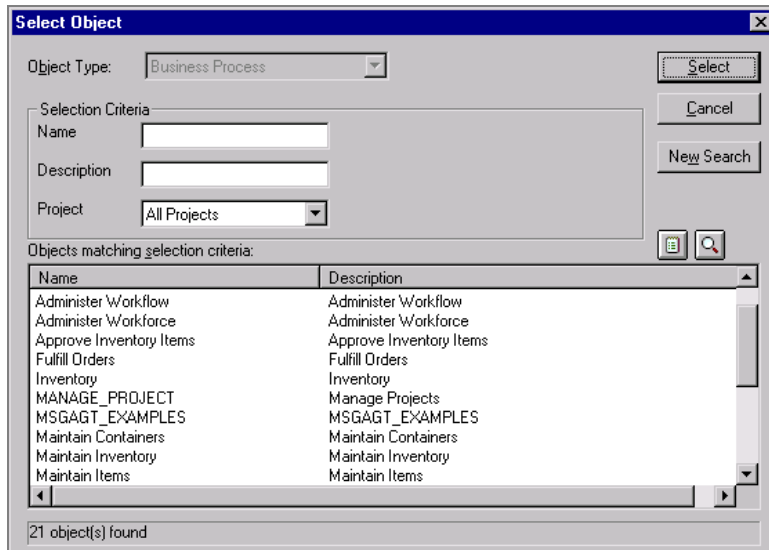 Select Object
Object Type: Business Process
Select
Selection Criteria
Cancel
Name
Description
New Search
Project All Projects
Objects matching selection criteria:
Name Description
Administer Workflow Administer Workflow
Administer Workforce Administer Workforce
Approve Inventory Items Approve Inventory Items
Fulfill Orders Fulfill Orders
Inventory Inventory
MANAGE_PROJECT Manage Projects
MSGAGT_EXAMPLES MSGAGT_EXAMPLES
Maintain Containers Maintain Containers
Maintain Inventory Maintain Inventory
Maintain Items Maintain Items
21 object(s) found